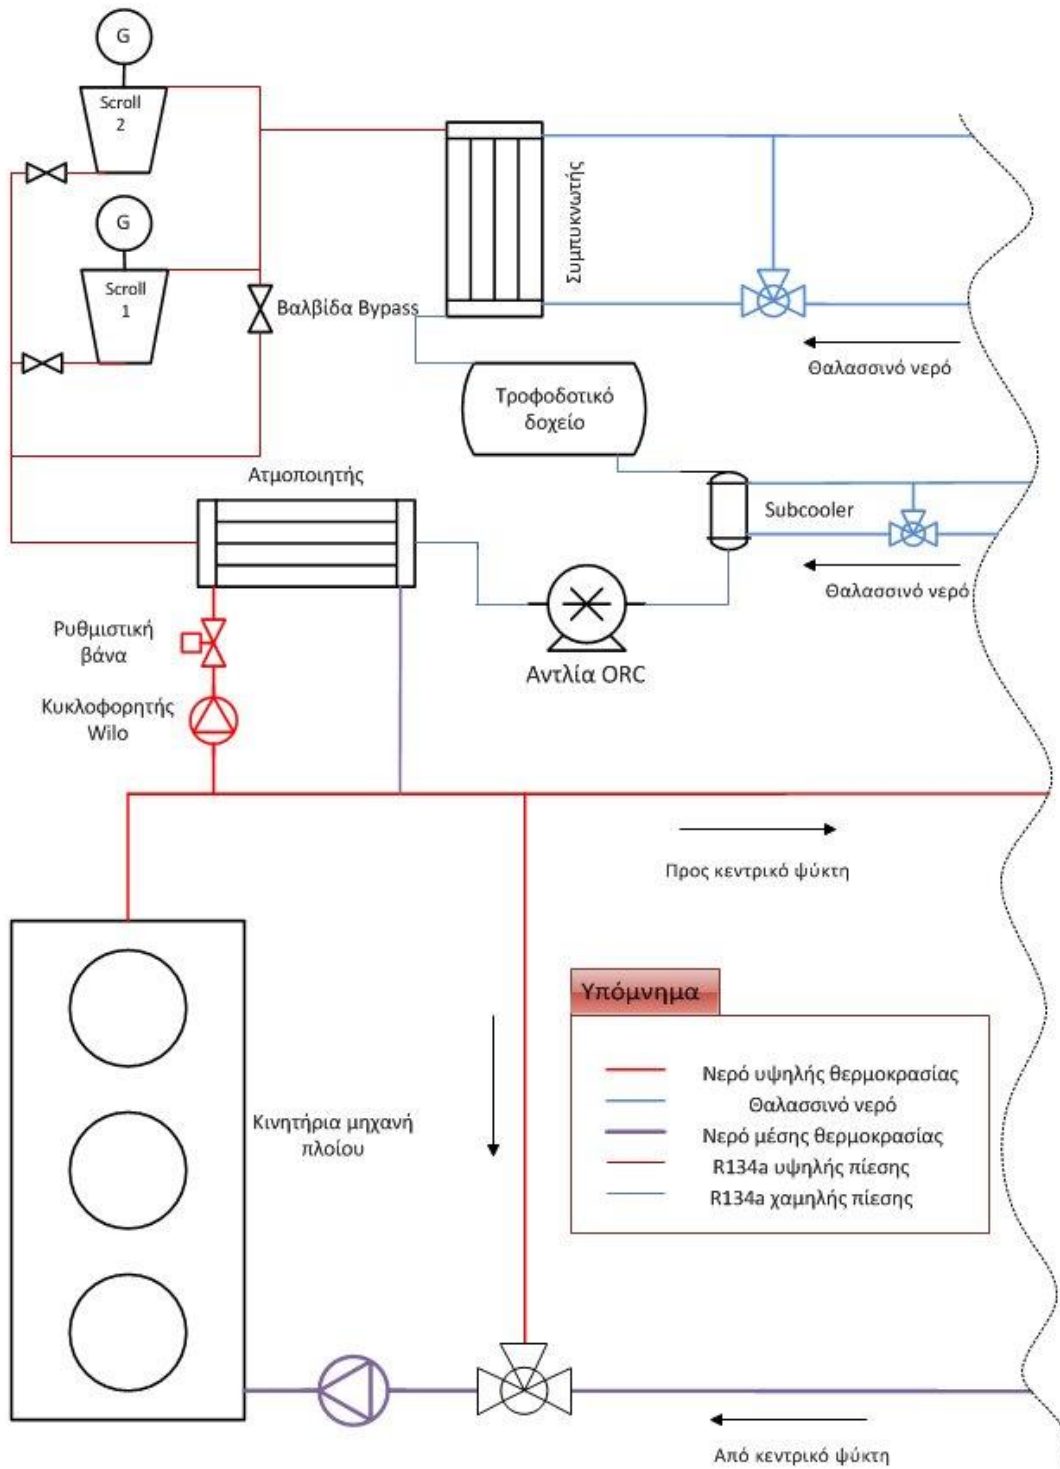 G
Scroll
2
G
Scroll
1
Βαλβίδα Bypass
Συμπυκνωτής
Θαλασσινό νερό
Τροφοδοτικό
δοχείο
Ατμοποιητής
Subcooler
Θαλασσινό νερό
Αντλία ORC
Ρυθμιστική
βάνα
Κυκλοφορητής
Wilo
Προς κεντρικό ψύκτη
Κινητήρια μηχανή
πλοίου
Υπόμνημα
Νερό υψηλής θερμοκρασίας
Θαλασσινό νερό
Νερό μέσης θερμοκρασίας
R134a υψηλής πίεσης
R134a χαμηλής πίεσης
Από κεντρικό ψύκτη